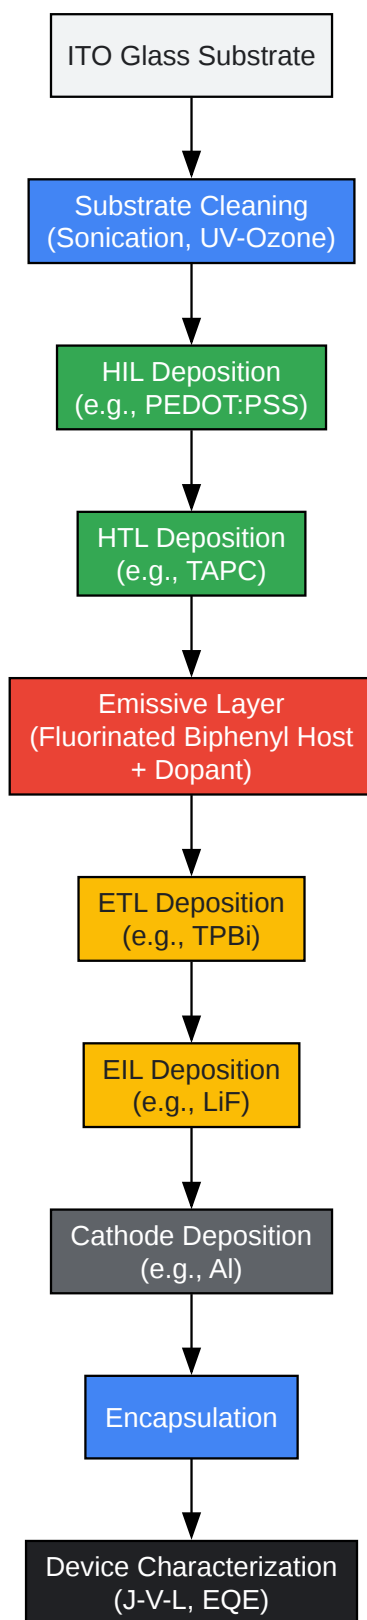 ITO Glass Substrate
Substrate Cleaning
(Sonication, UV-Ozone)
HIL Deposition
(e.g., PEDOT:PSS)
HTL Deposition
(e.g., TAPC)
Emissive Layer
(Fluorinated Biphenyl Host
+ Dopant)
ETL Deposition
(e.g., TPBi)
EIL Deposition
(e.g., LiF)
Cathode Deposition
(e.g., Al)
Encapsulation
Device Characterization
(J-V-L, EQE)